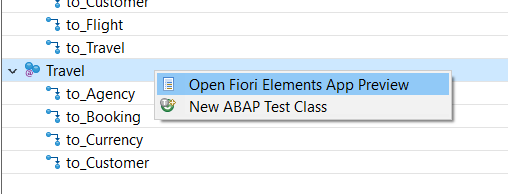 to_Customer
to_Flight
to_Travel
Travel
Open Fiori Elements App Preview
to_Agency
New ABAP Test Class
to_Booking
to_Currency
to_Customer